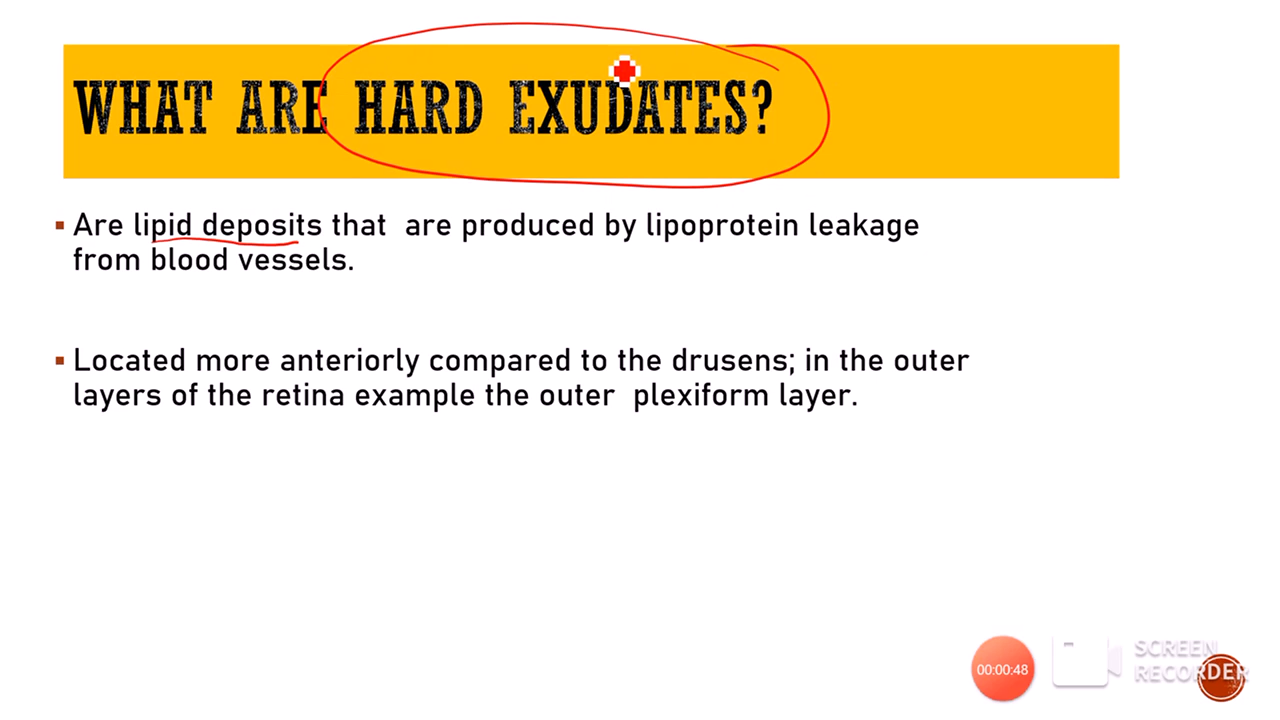 WHAT ARE HARD EXUDATES?
▪ Are lipid deposits that are produced by lipoprotein leakage
from blood vessels.
▪ Located more anteriorly compared to the drusens; in the outer
layers of the retina example the outer plexiform layer.
00:00:48
SCREEN
RECORDER